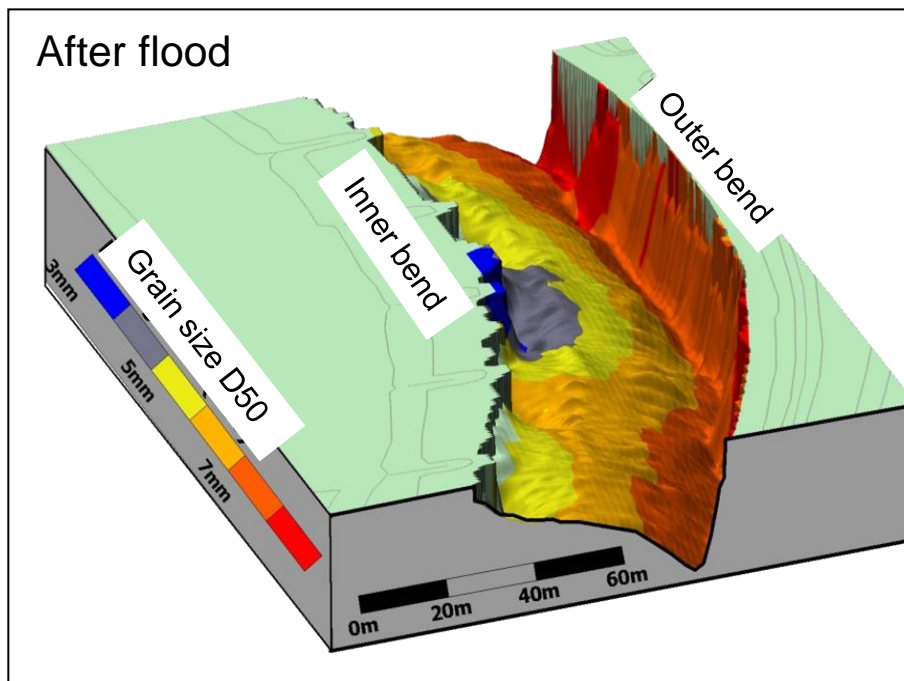 After flood
Outer bend
Inner bend
Grain size D50
3mm
5mm
7mm
0m
20m
40m
60m